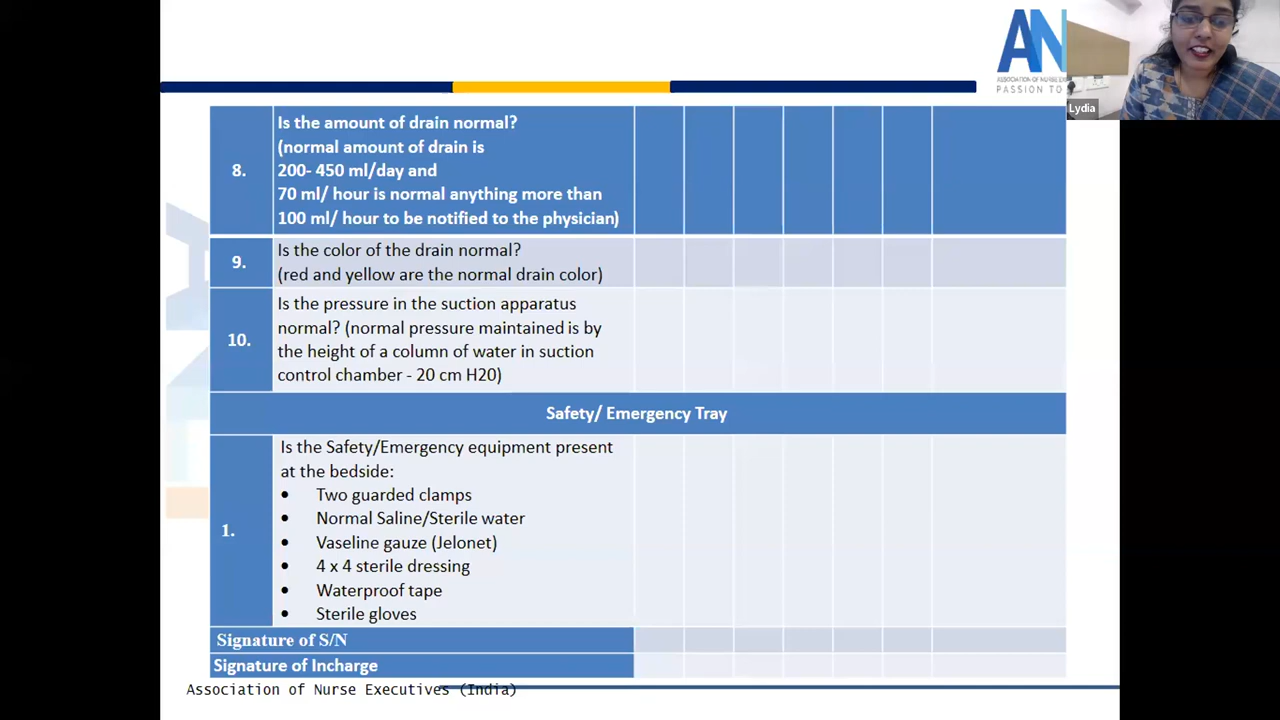 AN
ASSOCIATION OF NURSE
PASSION TO
Lydia
8.
Is the amount of drain normal?
(normal amount of drain is
200- 450 ml/day and
70 ml/ hour is normal anything more than
100 ml/ hour to be notified to the physician)
9.
Is the color of the drain normal?
(red and yellow are the normal drain color)
10.
Is the pressure in the suction apparatus
normal? (normal pressure maintained is by
the height of a column of water in suction
control chamber - 20 cm H20)
Safety/ Emergency Tray
1.
Is the Safety/Emergency equipment present
at the bedside:
• Two guarded clamps
• Normal Saline/Sterile water
• Vaseline gauze (Jelonet)
• 4 x 4 sterile dressing
• Waterproof tape
• Sterile gloves
Signature of S/N
Signature of Incharge
Association of Nurse Executives (India)